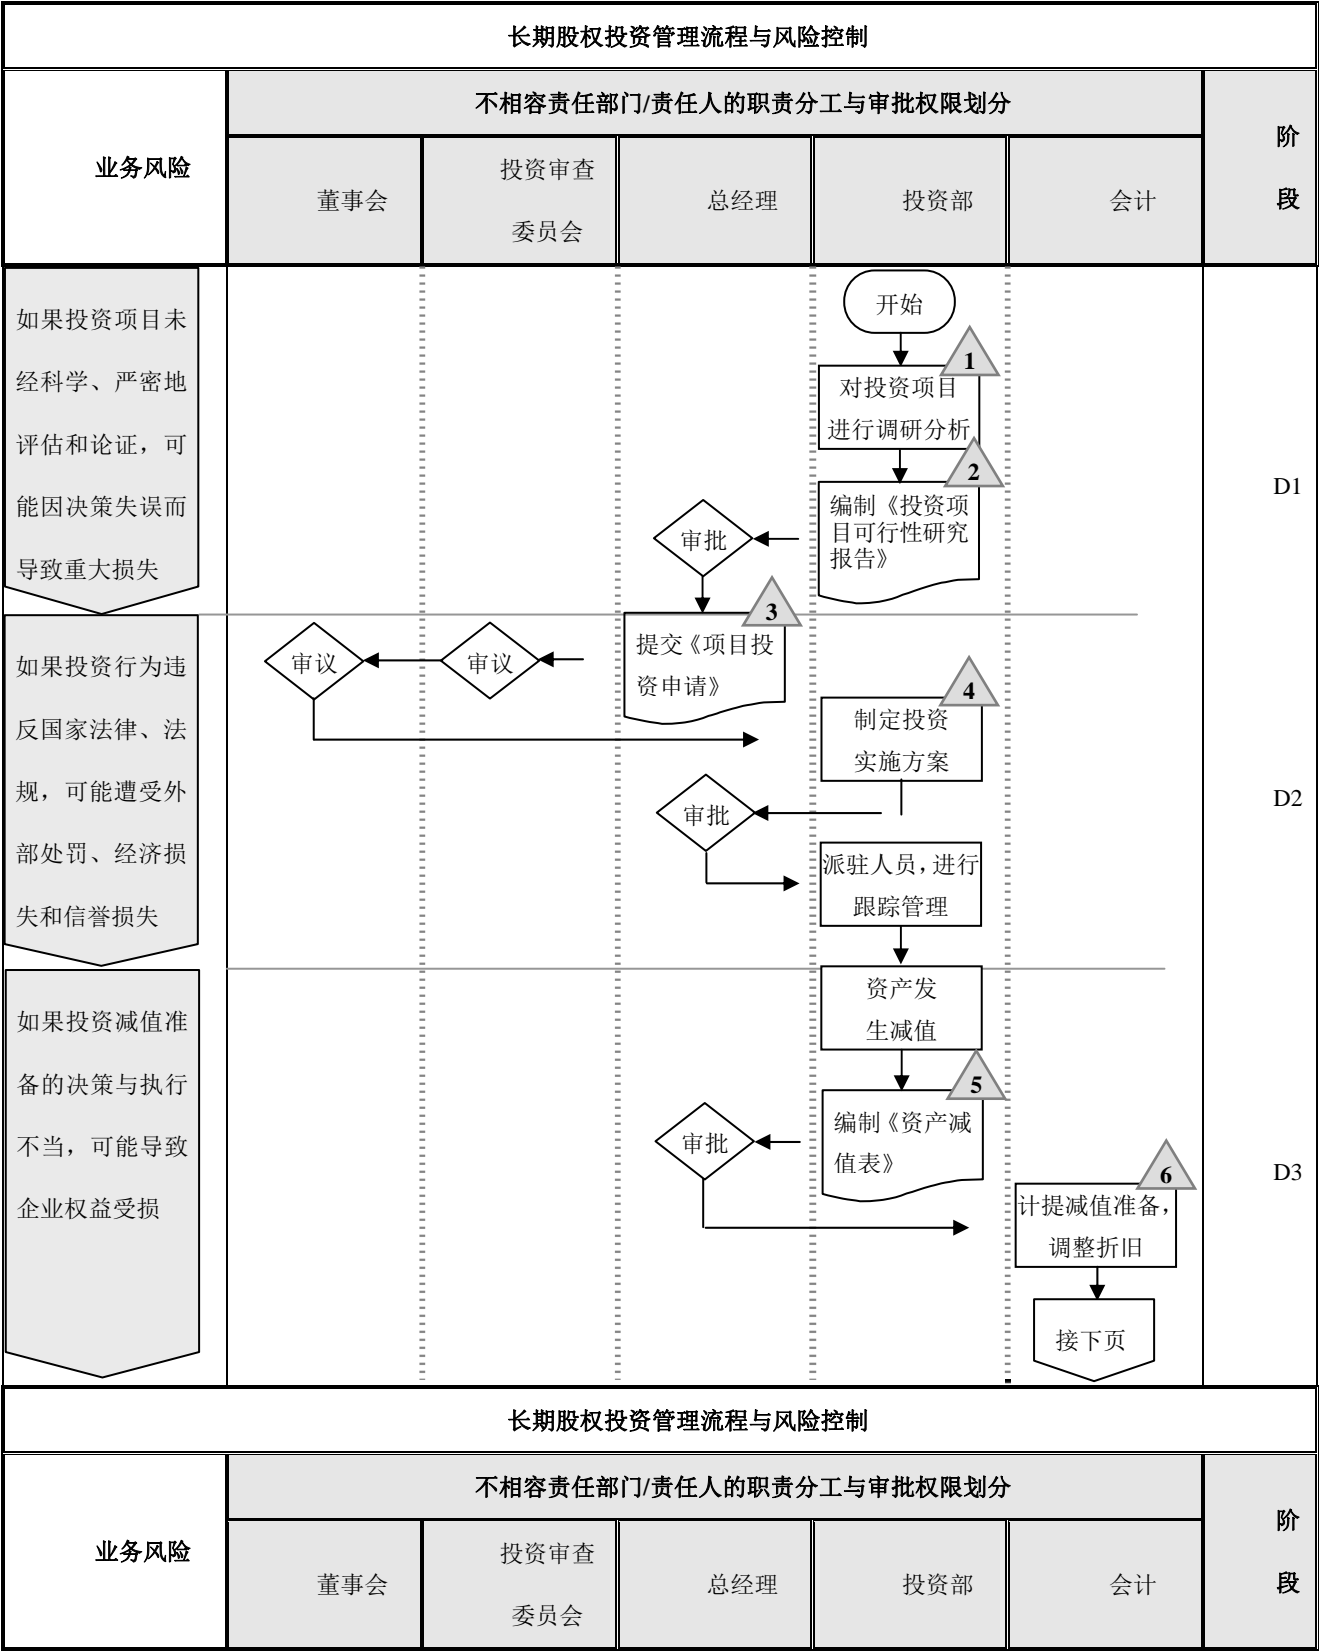 长期股权投资管理流程与风险控制
业务风险
不相容责任部门/责任人的职责分工与审批权限划分
阶
段
董事会
投资审查
委员会
总经理
投资部
会计
如果投资项目未
经科学、严密地
评估和论证，可
能因决策失误而
导致重大损失
开始
1
对投资项目
进行调研分析
2
编制《投资项
目可行性研究
报告》
审批
D1
如果投资行为违
反国家法律、法
规，可能遭受外
部处罚、经济损
失和信誉损失
3
提交《项目投
资申请》
审议
审议
4
制定投资
实施方案
审批
派驻人员，进行
跟踪管理
D2
如果投资减值准
备的决策与执行
不当，可能导致
企业权益受损
资产发
生减值
5
编制《资产减
值表》
审批
6
计提减值准备，
调整折旧
接下页
D3
长期股权投资管理流程与风险控制
业务风险
不相容责任部门/责任人的职责分工与审批权限划分
阶
段
董事会
投资审查
委员会
总经理
投资部
会计